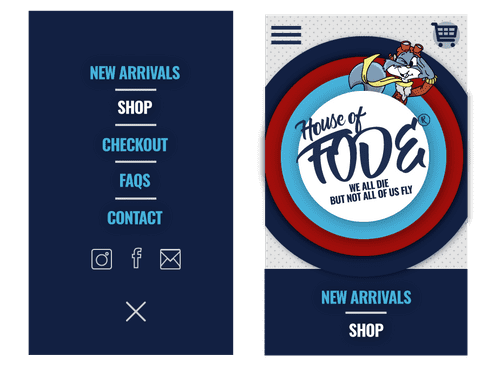 NEW ARRIVALS
SHOP
CHECKOUT
FAQS
CONTACT
House of
®
FODE
WE ALL DIE
BUT NOT ALL OF US FLY
NEW ARRIVALS
SHOP